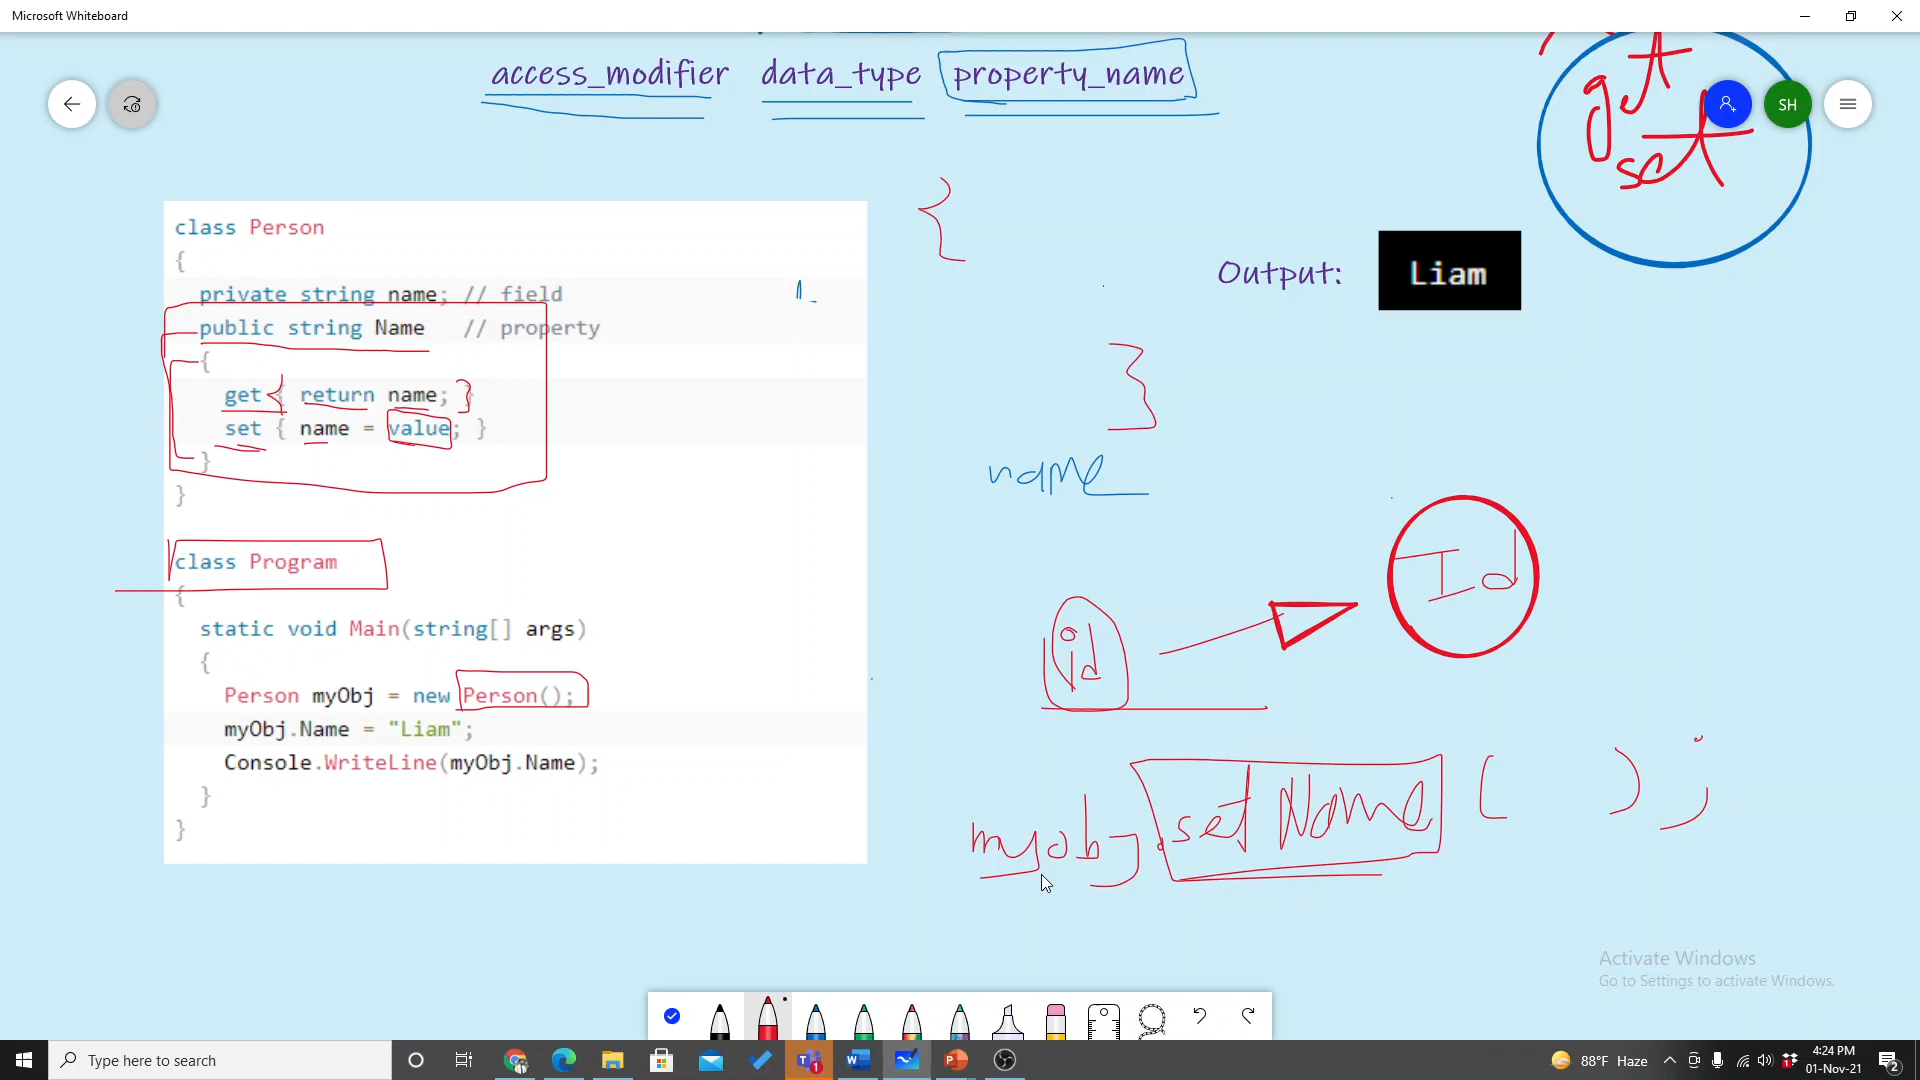 Microsoft Whiteboard
access_modifier data_type property_name
get
set
SH
class Person
{
private string name; // field
public string Name // property
{
get { return name; }
set { name = value; }
}
}
class Program
{
static void Main(string[] args)
{
Person myObj = new Person();
myObj.Name = "Liam";
Console.WriteLine(myObj.Name);
}
}
{
Output:
Liam
}
name
id
Id
myobj.setName ( );
Activate Windows
Go to Settings to activate Windows.
Type here to search
88°F Haze
4:24 PM
01-Nov-21
2